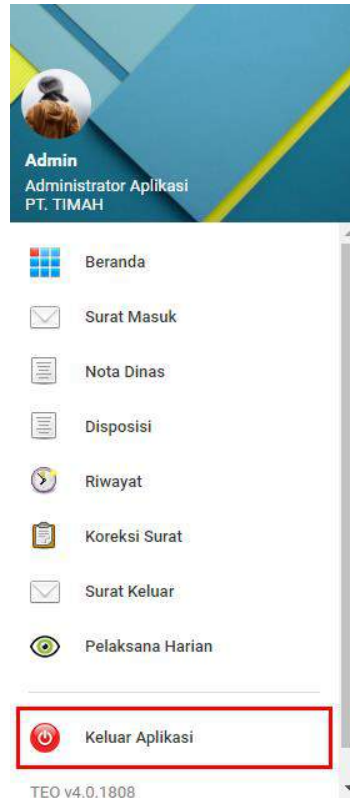 Admin
Administrator Aplikasi
PT. TIMAH
Beranda
Surat Masuk
Nota Dinas
Disposisi
Riwayat
Koreksi Surat
Surat Keluar
Pelaksana Harian
Keluar Aplikasi
TEO v4.0.1808